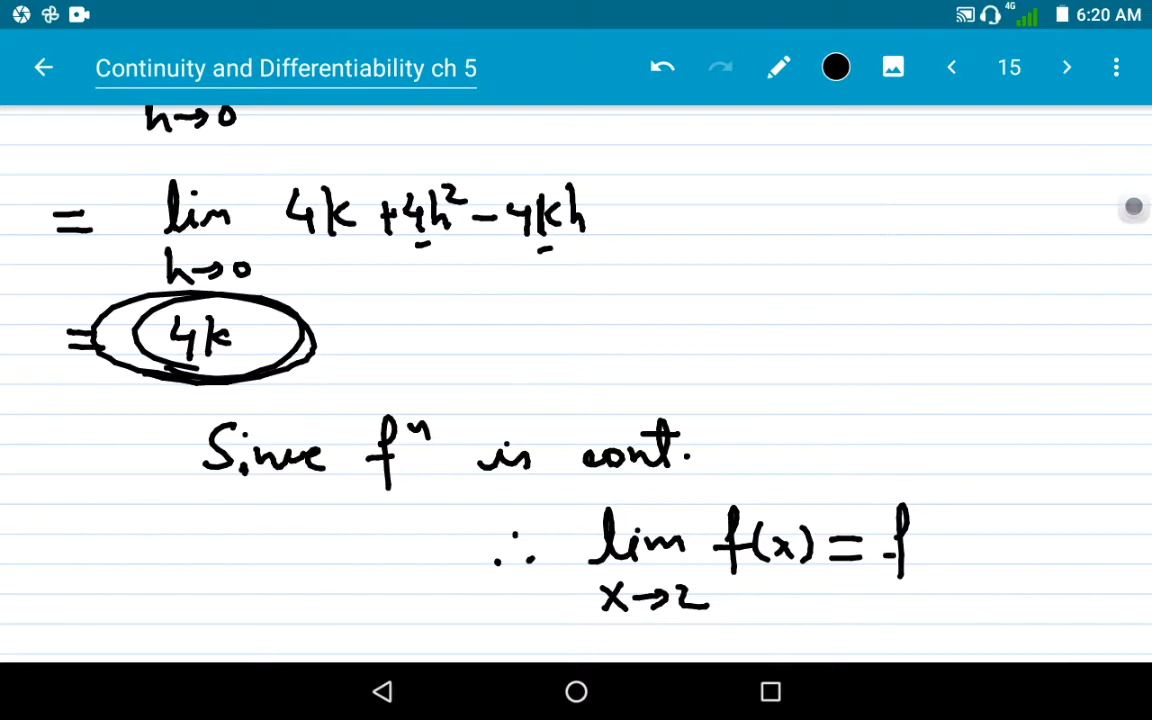 4G 6:20 AM
Continuity and Differentiability ch 5 15
h→0
= lim 4k +4h² - 4kh
h→0
= 4k
Since fⁿ is cont.
∴ lim f(x) = f
x→2